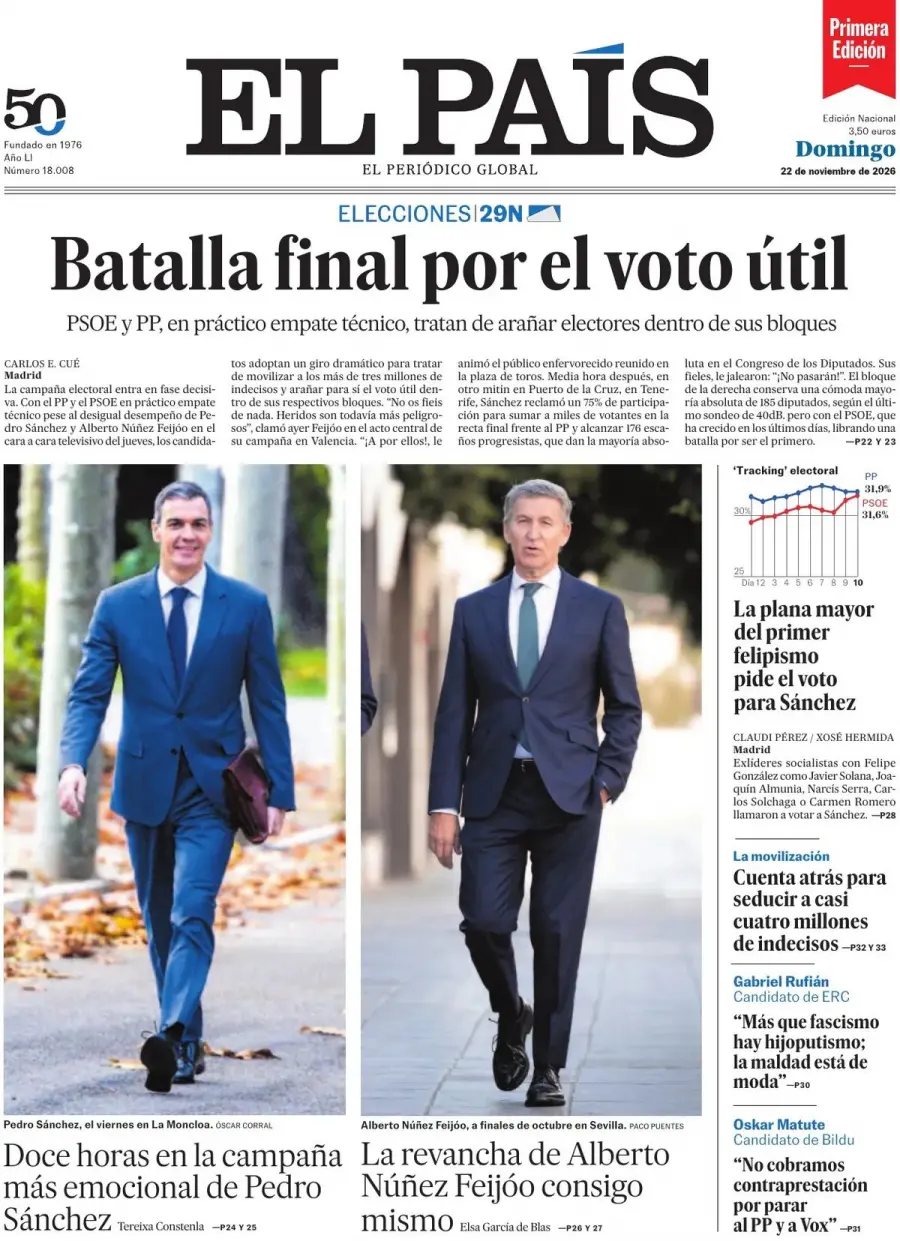 Primera
Edición
50
Fundado en 1976
Año LI
Número 18.008
EL PAÍS
EL PERIÓDICO GLOBAL
Edición Nacional
3,50 euros
Domingo
22 de noviembre de 2026
ELECCIONES|29N
Batalla final por el voto útil
PSOE y PP, en práctico empate técnico, tratan de arañar electores dentro de sus bloques
CARLOS E. CUÉ
Madrid
La campaña electoral entra en fase decisi-
va. Con el PP y el PSOE en práctico empate
técnico pese al desigual desempeño de Pe-
dro Sánchez y Alberto Núñez Feijóo en el
cara a cara televisivo del jueves, los candida-
tos adoptan un giro dramático para tratar
de movilizar a los más de tres millones de
indecisos y arañar para sí el voto útil den-
tro de sus respectivos bloques. “No os fieis
de nada. Heridos son todavía más peligro-
sos”, clamó ayer Feijóo en el acto central de
su campaña en Valencia. “¡A por ellos!, le
animó el público enfervorecido reunido en
la plaza de toros. Media hora después, en
otro mitin en Puerto de la Cruz, en Tene-
rife, Sánchez reclamó un 75% de participa-
ción para sumar a miles de votantes en la
recta final frente al PP y alcanzar 176 esca-
ños progresistas, que dan la mayoría abso-
luta en el Congreso de los Diputados. Sus
fieles, le jalearon: “¡No pasarán!”. El bloque
de la derecha conserva una cómoda mayo-
ría absoluta de 185 diputados, según el últi-
mo sondeo de 40dB. pero con el PSOE, que
ha crecido en los últimos días, librando una
batalla por ser el primero. —P22 Y 23
‘Tracking’ electoral
PP
31,9%
PSOE
31,6%
30%
25
Día 1 2 3 4 5 6 7 8 9 10
La plana mayor
del primer
felipismo
pide el voto
para Sánchez
CLAUDI PÉREZ / XOSÉ HERMIDA
Madrid
Exlíderes socialistas con Felipe
González como Javier Solana, Joa-
quín Almunia, Narcís Serra, Car-
los Solchaga o Carmen Romero
llamaron a votar a Sánchez. —P28
La movilización
Cuenta atrás para
seducir a casi
cuatro millones
de indecisos —P32 Y 33
Gabriel Rufián
Candidato de ERC
“Más que fascismo
hay hijoputismo;
la maldad está de
moda” —P30
Oskar Matute
Candidato de Bildu
“No cobramos
contraprestación
por parar
al PP y a Vox” —P31
Pedro Sánchez, el viernes en La Moncloa. ÓSCAR CORRAL
Doce horas en la campaña
más emocional de Pedro
Sánchez Tereixa Constenla —P24 Y 25
Alberto Núñez Feijóo, a finales de octubre en Sevilla. PACO PUENTES
La revancha de Alberto
Núñez Feijóo consigo
mismo Elsa García de Blas —P26 Y 27